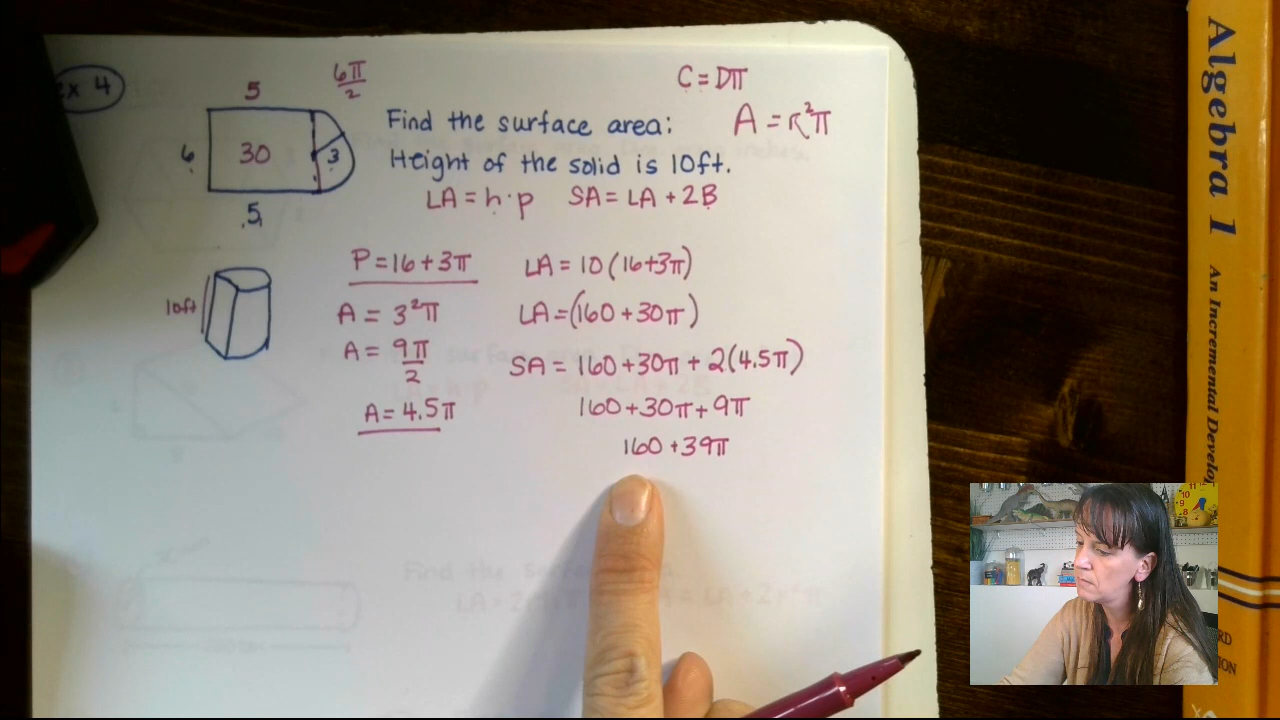 Ex 4
5
6π/2
C = Dπ
A = r²π
Find the surface area:
Height of the solid is 10ft.
6
30
3
5
LA = h·p SA = LA + 2B
10ft
P = 16 + 3π
A = 3²π
A = 9π/2
A = 4.5π
LA = 10(16+3π)
LA = (160 + 30π)
SA = 160 + 30π + 2(4.5π)
160 + 30π + 9π
160 + 39π
Algebra 1
An Incremental Develop